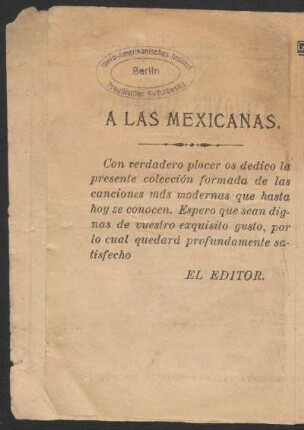 Ibero-Amerikanisches Institut
Berlin
Preußischer Kulturbesitz
A LAS MEXICANAS.
Con verdadero placer os dedico la
presente colección formada de las
canciones más modernas que hasta
hoy se conocen. Espero que sean dig-
nas de vuestro exquisito gusto, por
lo cual quedará profundamente sa-
tisfecho
EL EDITOR.